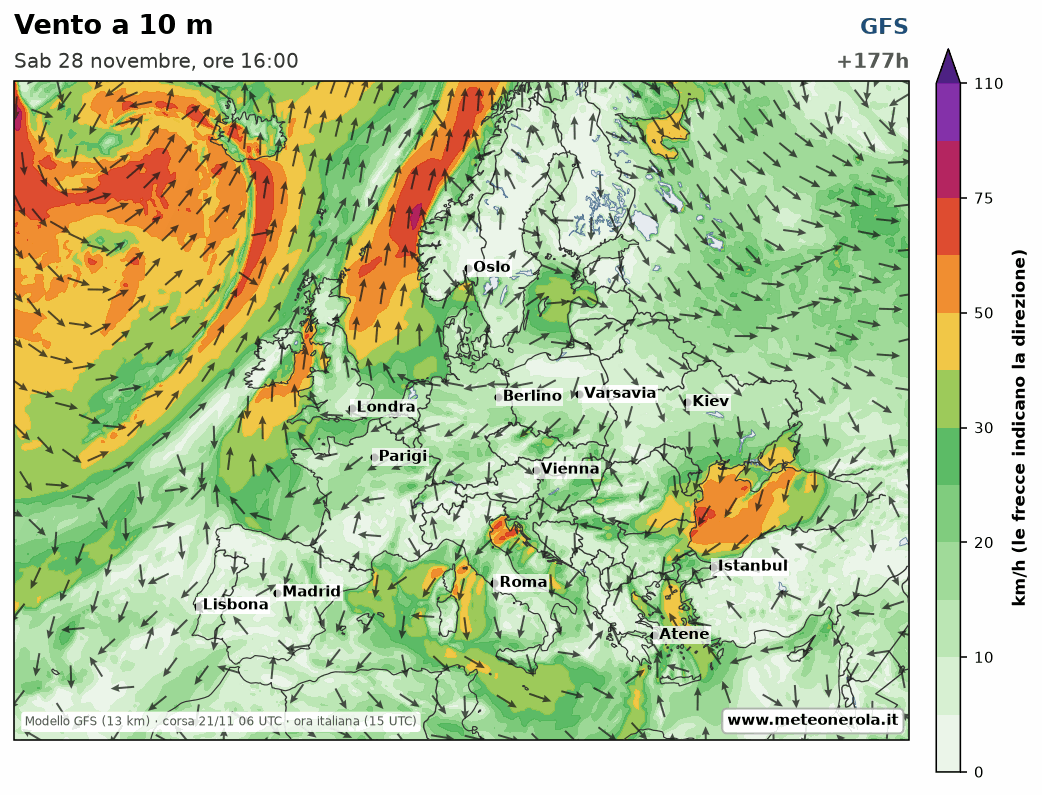 Vento a 10 m
GFS
Sab 28 novembre, ore 16:00
+177h
110
75
50
30
20
10
0
km/h (le frecce indicano la direzione)
Oslo
Berlino
Varsavia
Kiev
Londra
Parigi
Vienna
Istanbul
Roma
Madrid
Lisbona
Atene
Modello GFS (13 km) · corsa 21/11 06 UTC · ora italiana (15 UTC)
www.meteonerola.it